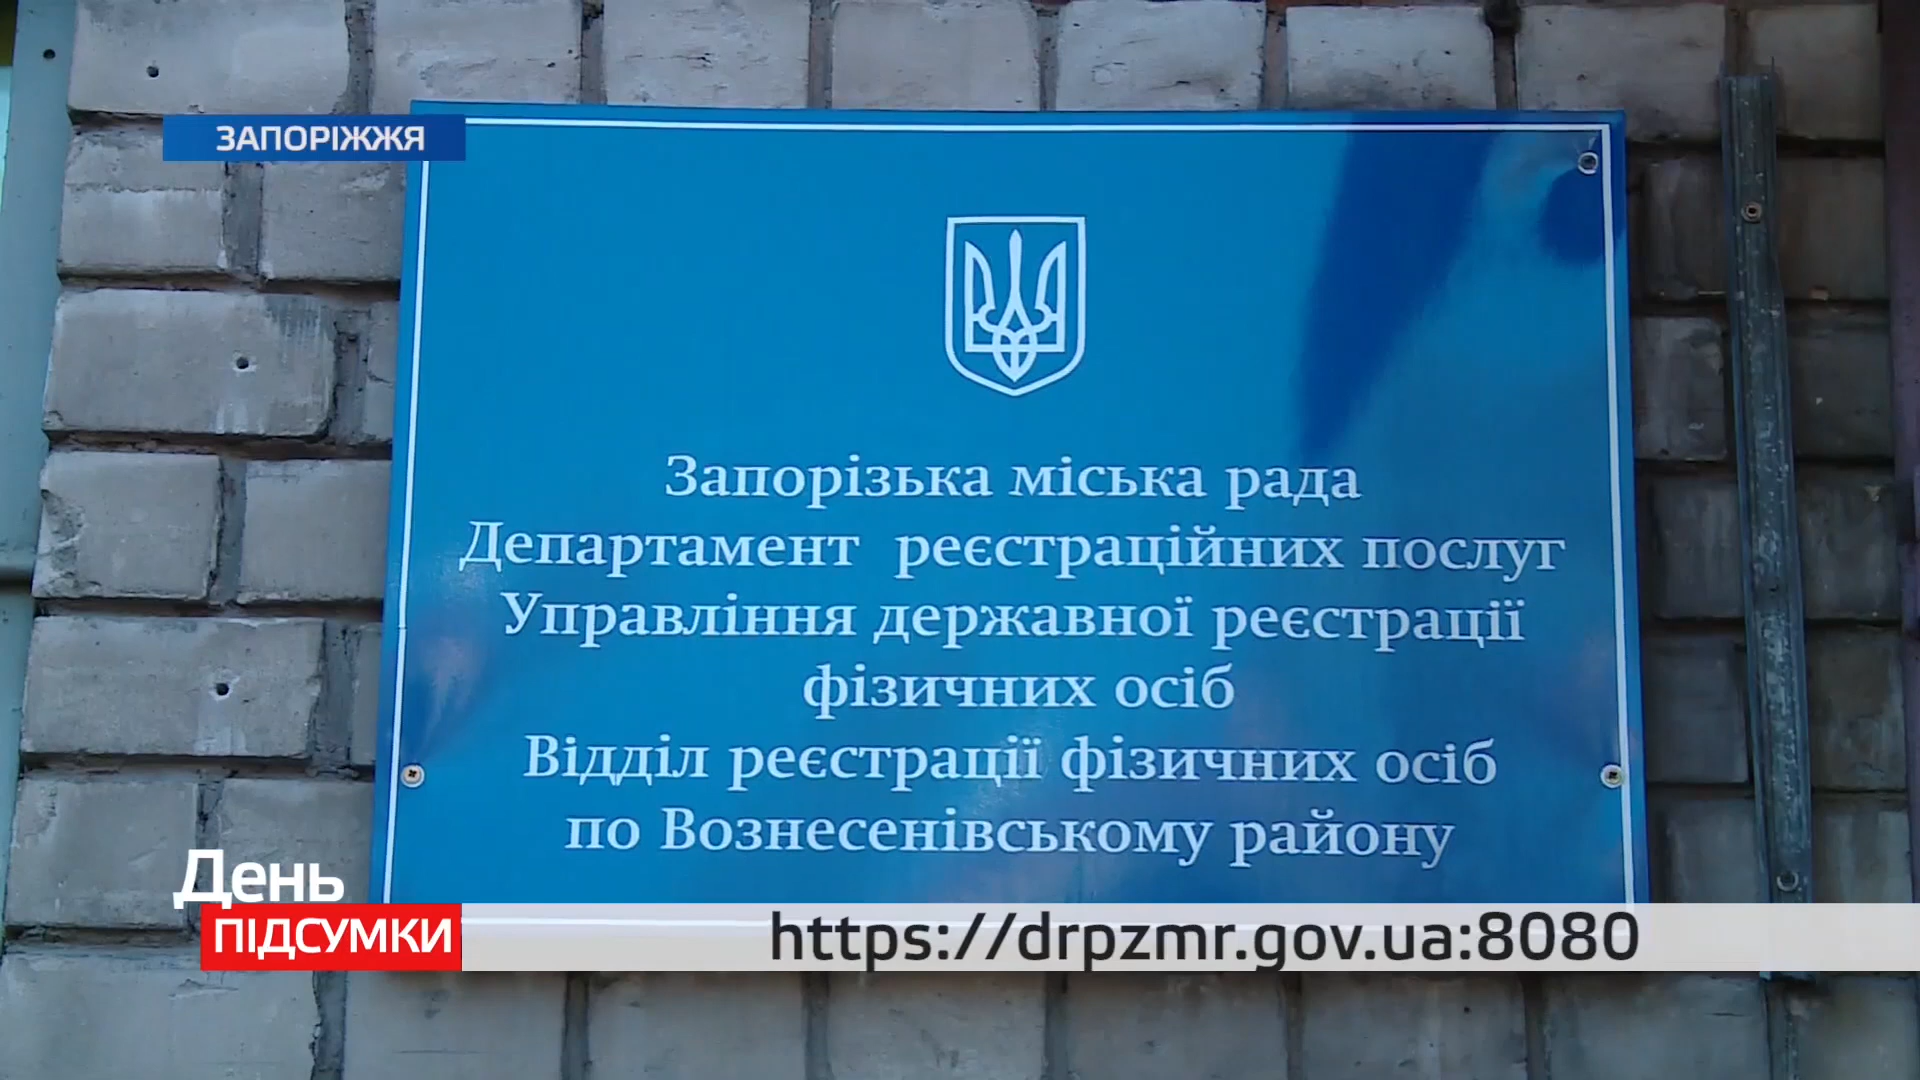 ЗАПОРІЖЖЯ
Запорізька міська рада
Департамент реєстраційних послуг
Управління державної реєстрації
фізичних осіб
Відділ реєстрації фізичних осіб
по Вознесенівському району
День
ПІДСУМКИ
https://drpzmr.gov.ua:8080